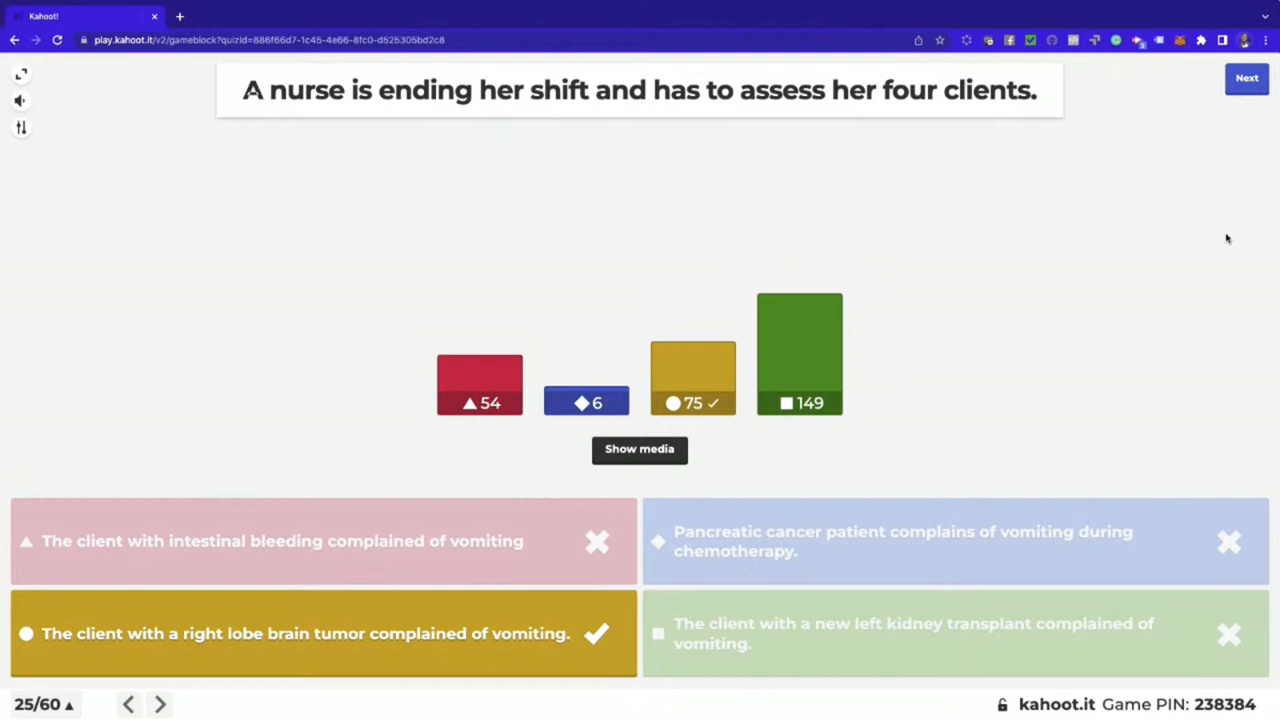 Kahoot!
play.kahoot.it/v2/gameblock?quizId=886f66d7-1c45-4e66-8fc0-d525305bd2c8
A nurse is ending her shift and has to assess her four clients.
Next
54
6
75
149
Show media
The client with intestinal bleeding complained of vomiting
Pancreatic cancer patient complains of vomiting during
chemotherapy.
The client with a right lobe brain tumor complained of vomiting.
The client with a new left kidney transplant complained of
vomiting.
25/60
kahoot.it Game PIN: 238384